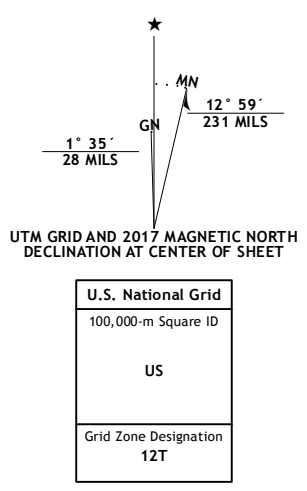 MN
GN
12° 59´
231 MILS
1° 35´
28 MILS
UTM GRID AND 2017 MAGNETIC NORTH
DECLINATION AT CENTER OF SHEET
U.S. National Grid
100,000-m Square ID
US
Grid Zone Designation
12T